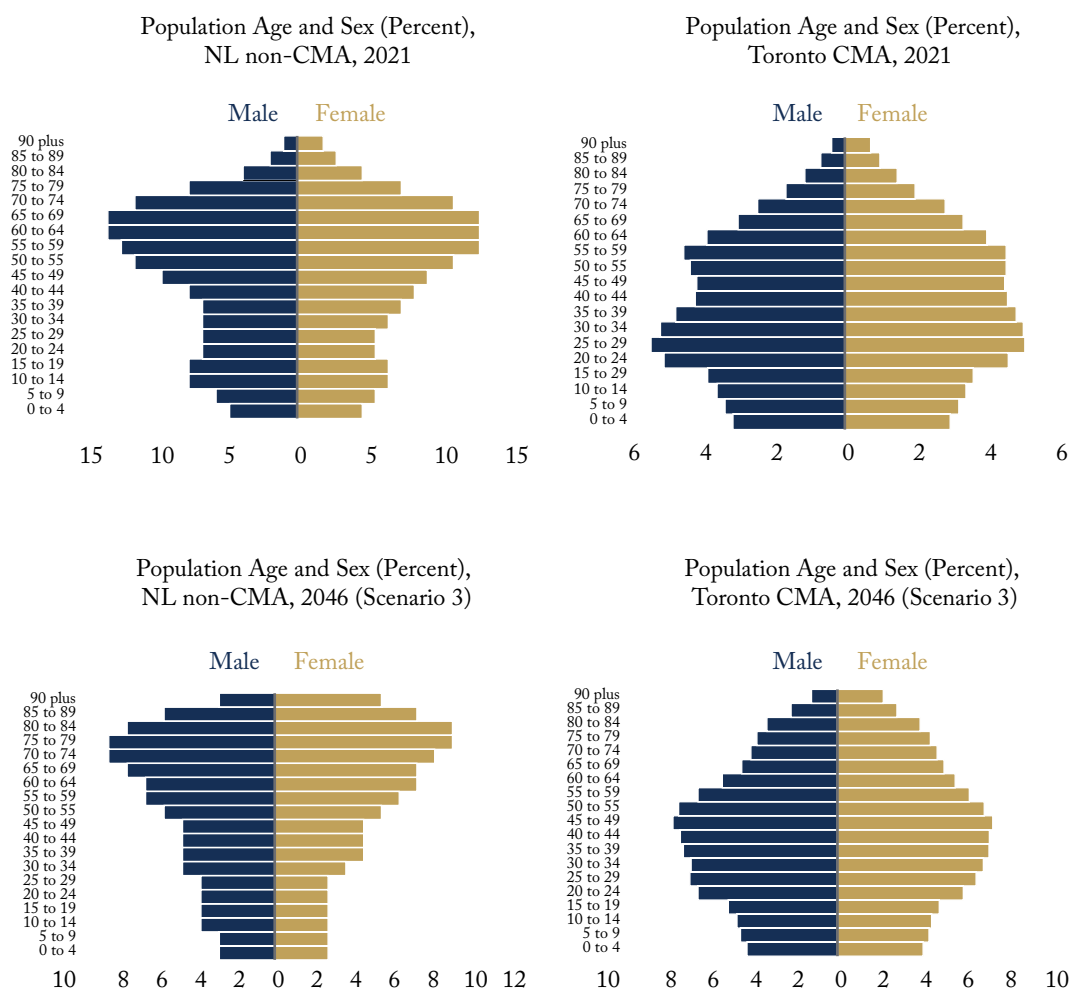 Population Age and Sex (Percent),
NL non-CMA, 2021
Male Female
90 plus
85 to 89
80 to 84
75 to 79
70 to 74
65 to 69
60 to 64
55 to 59
50 to 55
45 to 49
40 to 44
35 to 39
30 to 34
25 to 29
20 to 24
15 to 19
10 to 14
5 to 9
0 to 4
15 10 5 0 5 10 15
Population Age and Sex (Percent),
Toronto CMA, 2021
Male Female
90 plus
85 to 89
80 to 84
75 to 79
70 to 74
65 to 69
60 to 64
55 to 59
50 to 55
45 to 49
40 to 44
35 to 39
30 to 34
25 to 29
20 to 24
15 to 29
10 to 14
5 to 9
0 to 4
6 4 2 0 2 4 6
Population Age and Sex (Percent),
NL non-CMA, 2046 (Scenario 3)
Male Female
90 plus
85 to 89
80 to 84
75 to 79
70 to 74
65 to 69
60 to 64
55 to 59
50 to 55
45 to 49
40 to 44
35 to 39
30 to 34
25 to 29
20 to 24
15 to 19
10 to 14
5 to 9
0 to 4
10 8 6 4 2 0 2 4 6 8 10 12
Population Age and Sex (Percent),
Toronto CMA, 2046 (Scenario 3)
Male Female
90 plus
85 to 89
80 to 84
75 to 79
70 to 74
65 to 69
60 to 64
55 to 59
50 to 55
45 to 49
40 to 44
35 to 39
30 to 34
25 to 29
20 to 24
15 to 19
10 to 14
5 to 9
0 to 4
10 8 6 4 2 0 2 4 6 8 10